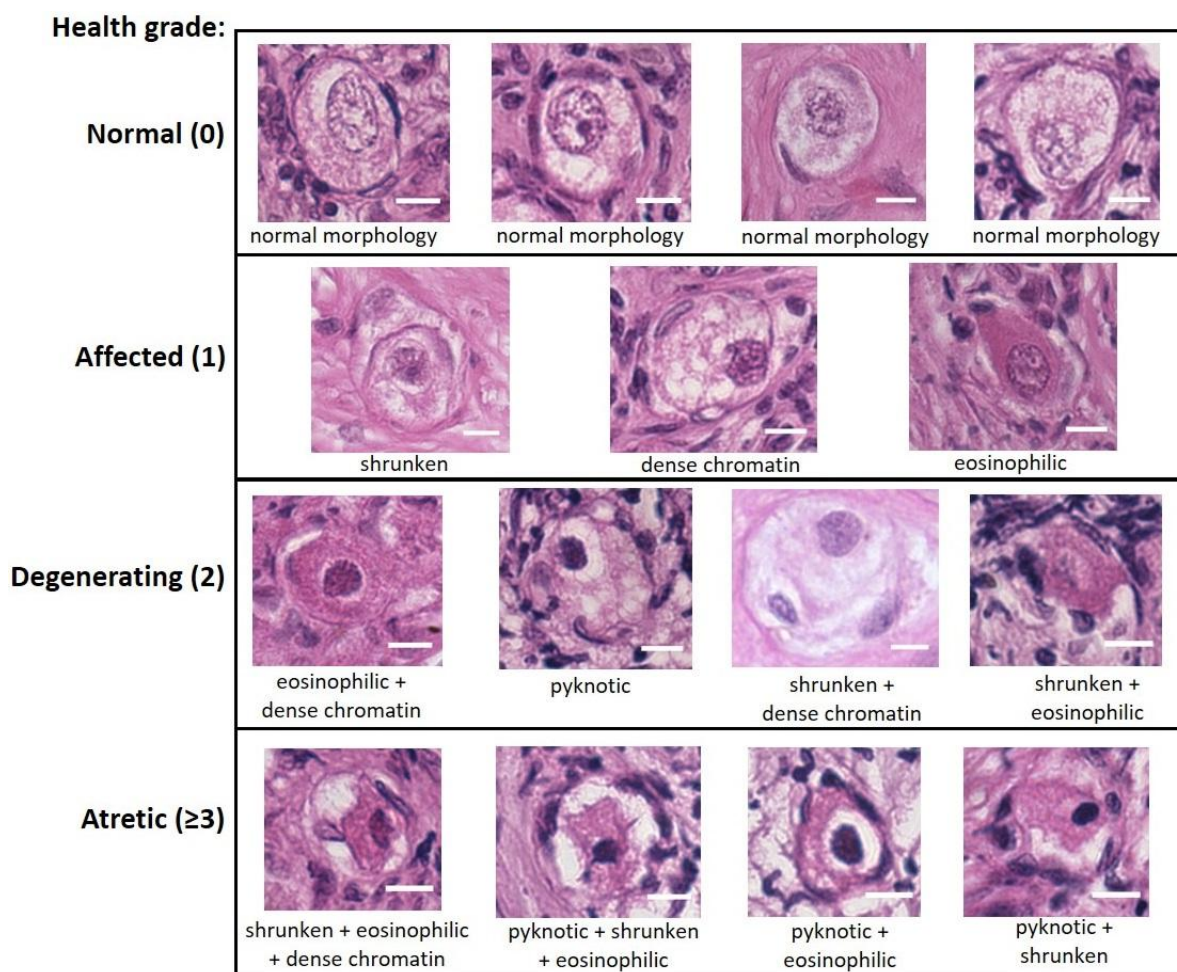 Health grade:
Normal (0)
normal morphology
normal morphology
normal morphology
normal morphology
Affected (1)
shrunken
dense chromatin
eosinophilic
Degenerating (2)
eosinophilic +
dense chromatin
pyknotic
shrunken +
dense chromatin
shrunken +
eosinophilic
Atretic (≥3)
shrunken + eosinophilic
+ dense chromatin
pyknotic + shrunken
+ eosinophilic
pyknotic +
eosinophilic
pyknotic +
shrunken